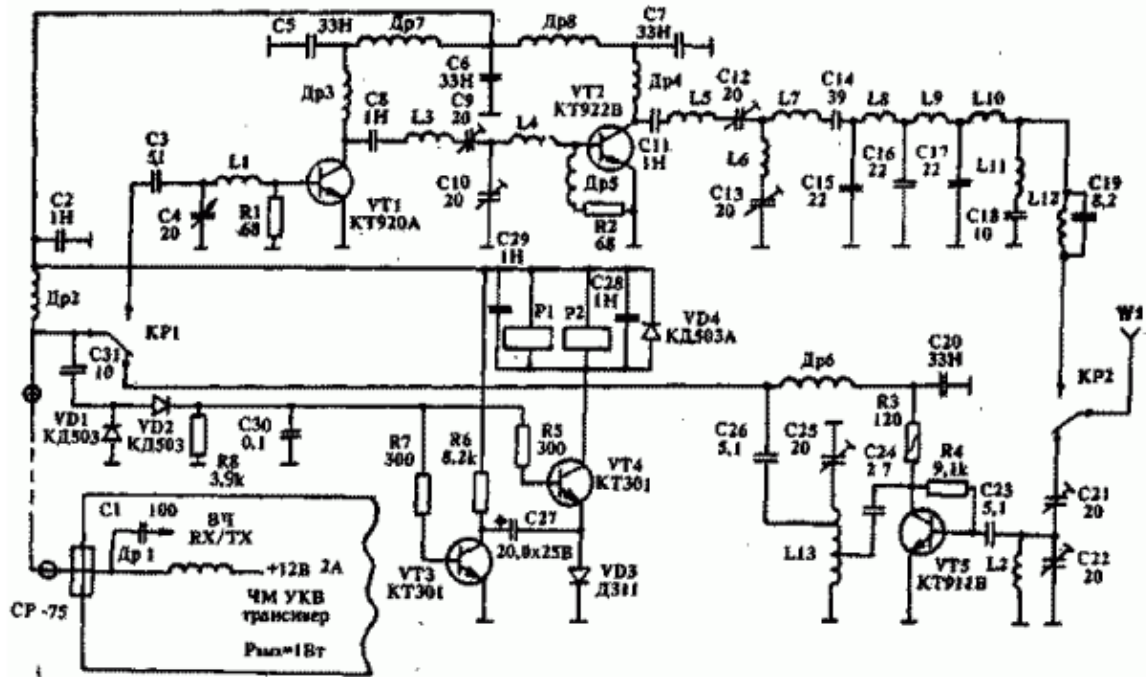 C5
33Н
Др7
Др8
C7
33Н
C6
33Н
Др3
VT2
КТ922В
Др4
C12
20
C14
39
C8
1Н
L3
C9
20
L4
L5
L7
L8
L9
L10
C3
51
L1
C11
1Н
L6
C16
22
C17
22
L11
C19
8,2
L12
C2
1Н
C4
20
R1
68
VT1
КТ920А
C10
20
Др5
R2
68
C13
20
C15
22
C18
10
C29
1Н
Др2
КР1
P1
P2
C28
1Н
VD4
КД503А
W1
C31
10
Др6
C20
33Н
КР2
VD1
КД503
VD2
КД503
R8
3,9k
C30
0,1
R7
300
R6
8,2k
R5
300
VT4
КТ301
C26
5,1
C25
20
R3
120
C24
2 7
R4
9,1k
C23
5,1
C21
20
C1
100
ВЧ
RX/TX
Др 1
C27
20,0х25В
L13
L2
C22
20
+12В 2А
VT3
КТ301
VD3
Д311
VT5
СР -75
ЧМ УКВ
трансивер
Рвых=1Вт